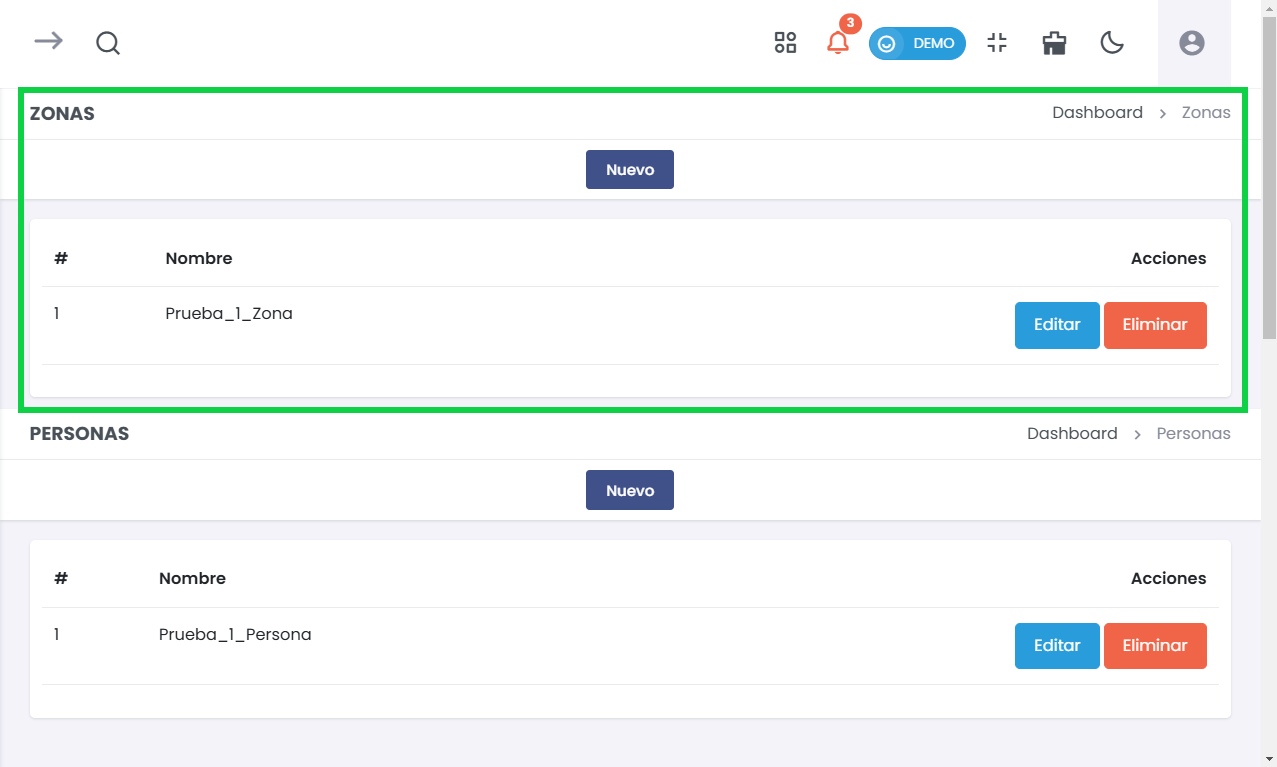 3
DEMO
ZONAS
Dashboard > Zonas
Nuevo
# Nombre Acciones
1 Prueba_1_Zona Editar Eliminar
PERSONAS
Dashboard > Personas
Nuevo
# Nombre Acciones
1 Prueba_1_Persona Editar Eliminar